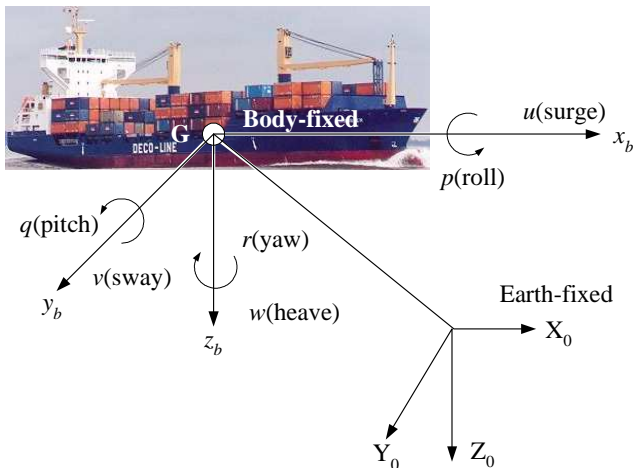 G
Body-fixed
DECO-LINE
u(surge)
x_b
p(roll)
q(pitch)
r(yaw)
v(sway)
y_b
w(heave)
z_b
Earth-fixed
X_0
Y_0
Z_0